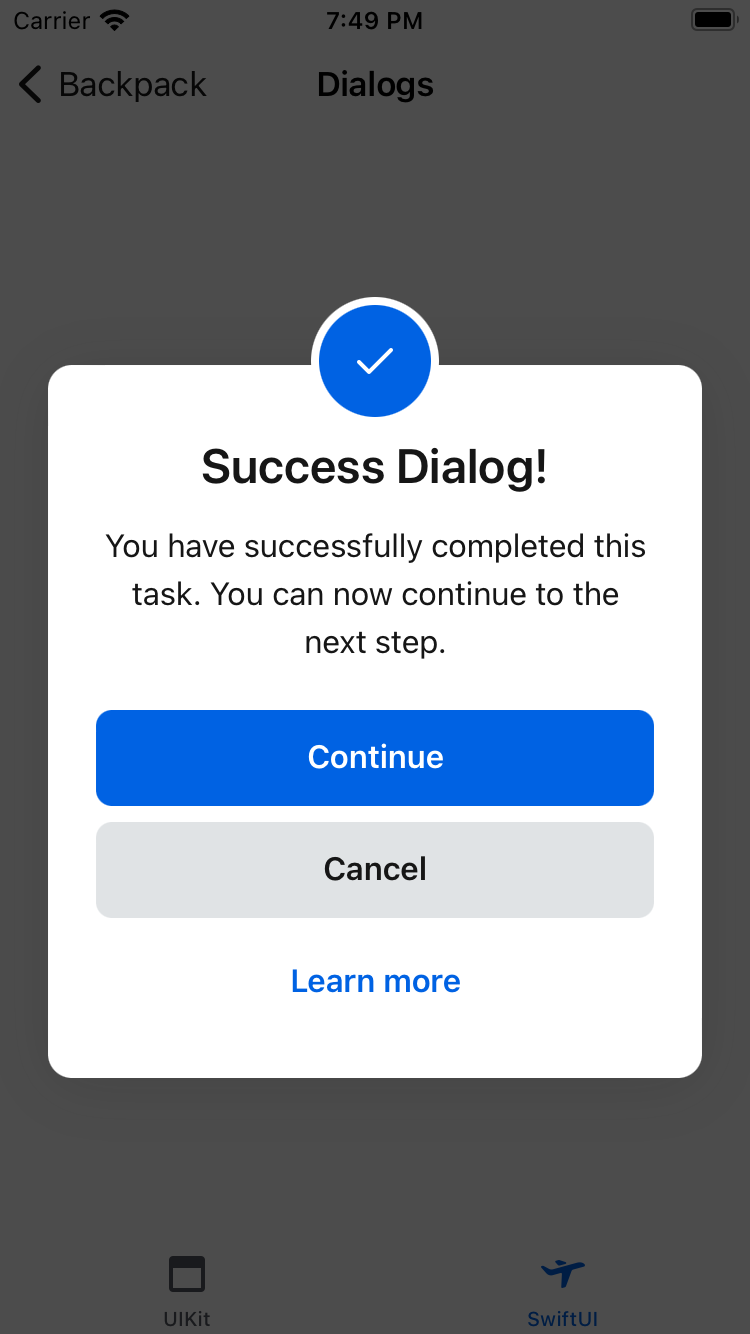 Carrier 7:49 PM
Backpack Dialogs
Success Dialog!
You have successfully completed this
task. You can now continue to the
next step.
Continue
Cancel
Learn more
UIKit SwiftUI